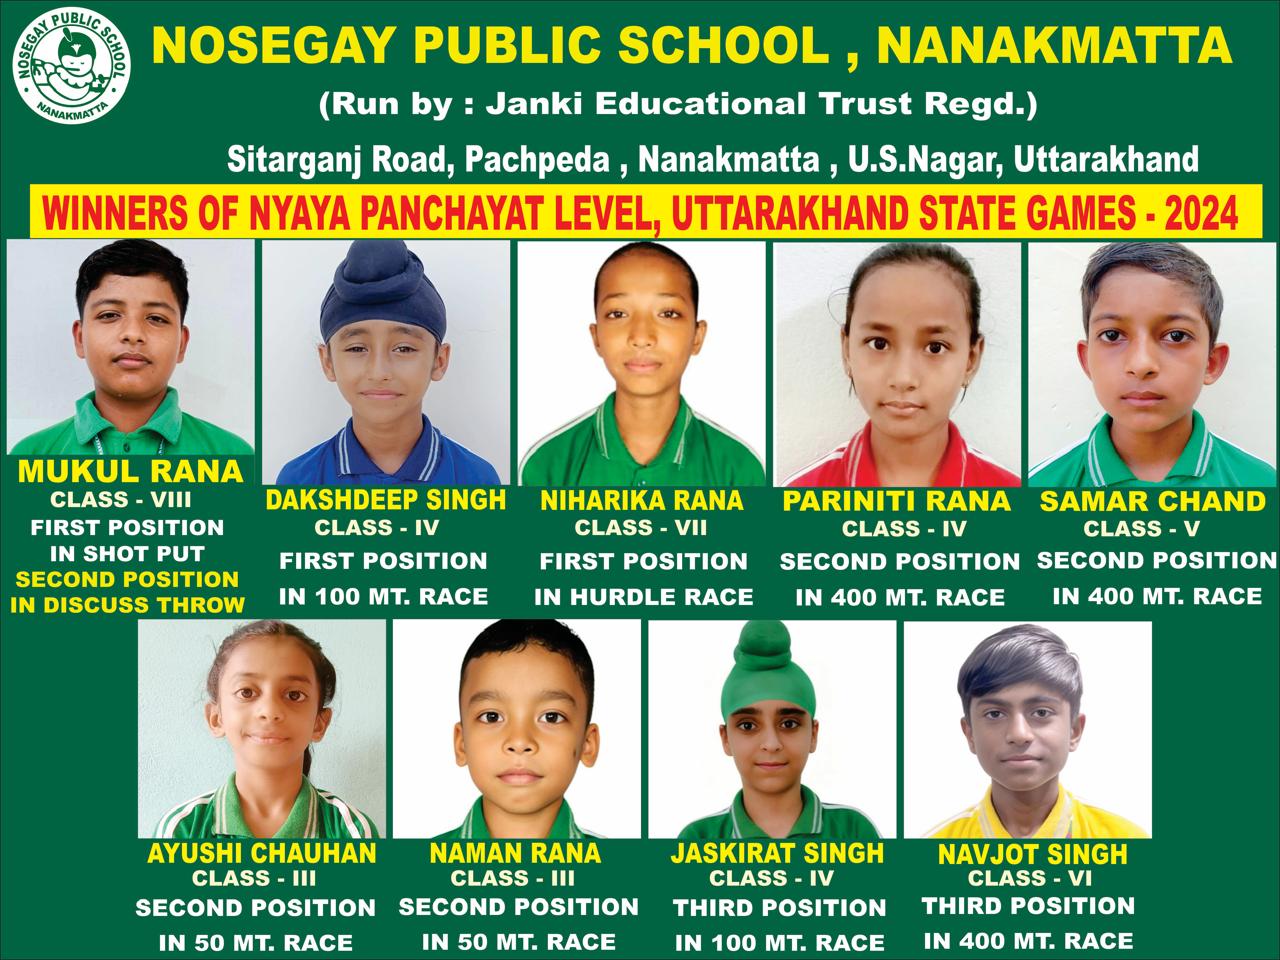 NOSEGAY PUBLIC SCHOOL
NANAKMATTA
NOSEGAY PUBLIC SCHOOL , NANAKMATTA
(Run by : Janki Educational Trust Regd.)
Sitarganj Road, Pachpeda , Nanakmatta , U.S.Nagar, Uttarakhand
WINNERS OF NYAYA PANCHAYAT LEVEL, UTTARAKHAND STATE GAMES - 2024
MUKUL RANA
CLASS - VIII
FIRST POSITION
IN SHOT PUT
SECOND POSITION
IN DISCUSS THROW
DAKSHDEEP SINGH
CLASS - IV
FIRST POSITION
IN 100 MT. RACE
NIHARIKA RANA
CLASS - VII
FIRST POSITION
IN HURDLE RACE
PARINITI RANA
CLASS - IV
SECOND POSITION
IN 400 MT. RACE
SAMAR CHAND
CLASS - V
SECOND POSITION
IN 400 MT. RACE
AYUSHI CHAUHAN
CLASS - III
SECOND POSITION
IN 50 MT. RACE
NAMAN RANA
CLASS - III
SECOND POSITION
IN 50 MT. RACE
JASKIRAT SINGH
CLASS - IV
THIRD POSITION
IN 100 MT. RACE
NAVJOT SINGH
CLASS - VI
THIRD POSITION
IN 400 MT. RACE